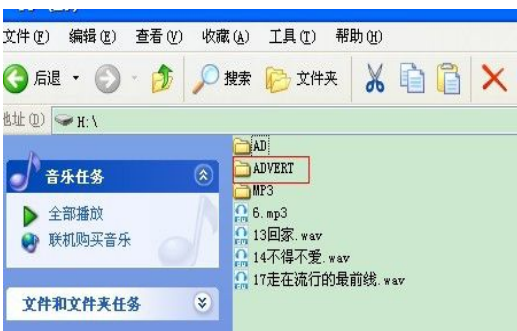 文件(F) 编辑(E) 查看(V) 收藏(A) 工具(T) 帮助(H)
后退 搜索 文件夹
地址(D) H:\
AD
ADVERT
MP3
6.mp3
13回家.wav
14不得不爱.wav
17走在流行的最前线.wav
音乐任务
全部播放
联机购买音乐
文件和文件夹任务